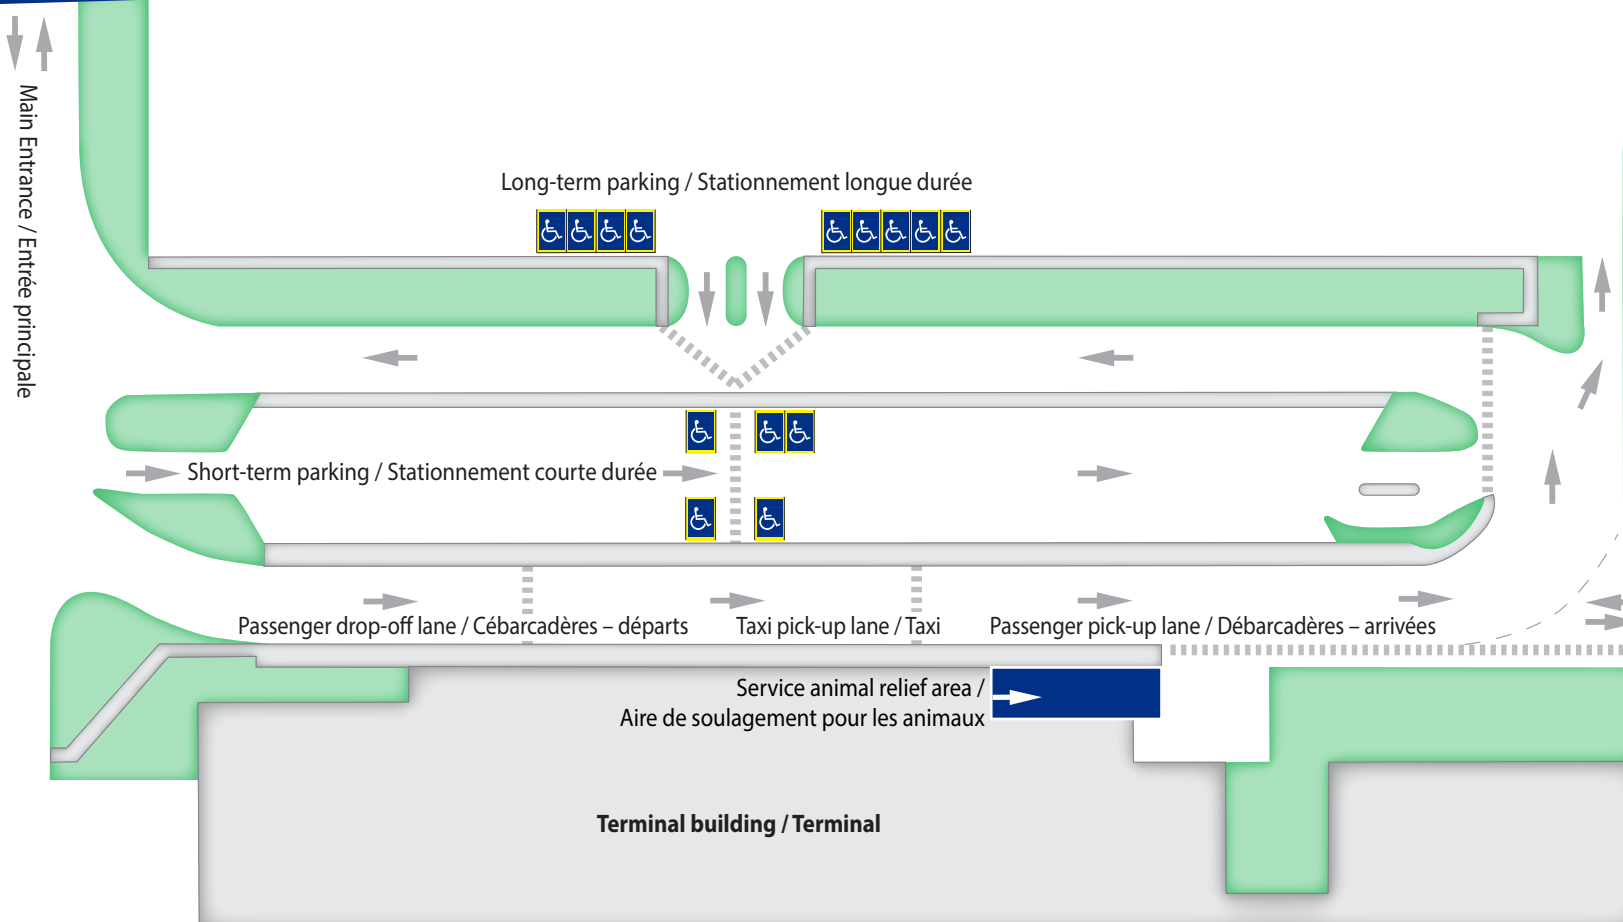 Main Entrance / Entrée principale
Long-term parking / Stationnement longue durée
Short-term parking / Stationnement courte durée
Passenger drop-off lane / Cébarcadères – départs
Taxi pick-up lane / Taxi
Passenger pick-up lane / Débarcadères – arrivées
Service animal relief area /
Aire de soulagement pour les animaux
Terminal building / Terminal